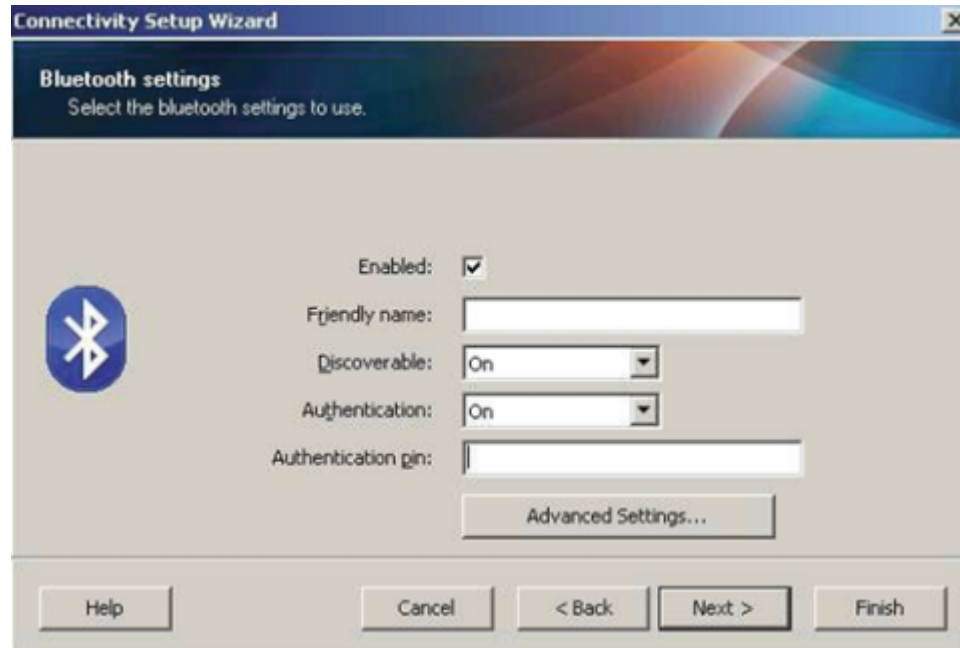 Connectivity Setup Wizard
Bluetooth settings
Select the bluetooth settings to use.
Enabled:
Friendly name:
Discoverable: On
Authentication: On
Authentication pin:
Advanced Settings...
Help Cancel < Back Next > Finish